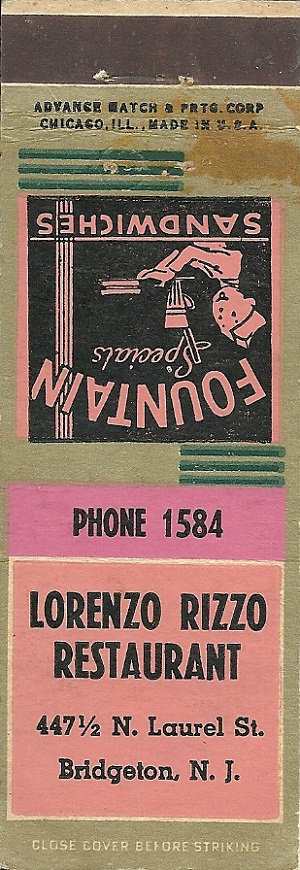 ADVANCE MATCH & PRTG. CORP
CHICAGO, ILL., MADE IN U.S.A.
FOUNTAIN
Specials
SANDWICHES
PHONE 1584
LORENZO RIZZO
RESTAURANT
447½ N. Laurel St.
Bridgeton, N. J.
CLOSE COVER BEFORE STRIKING